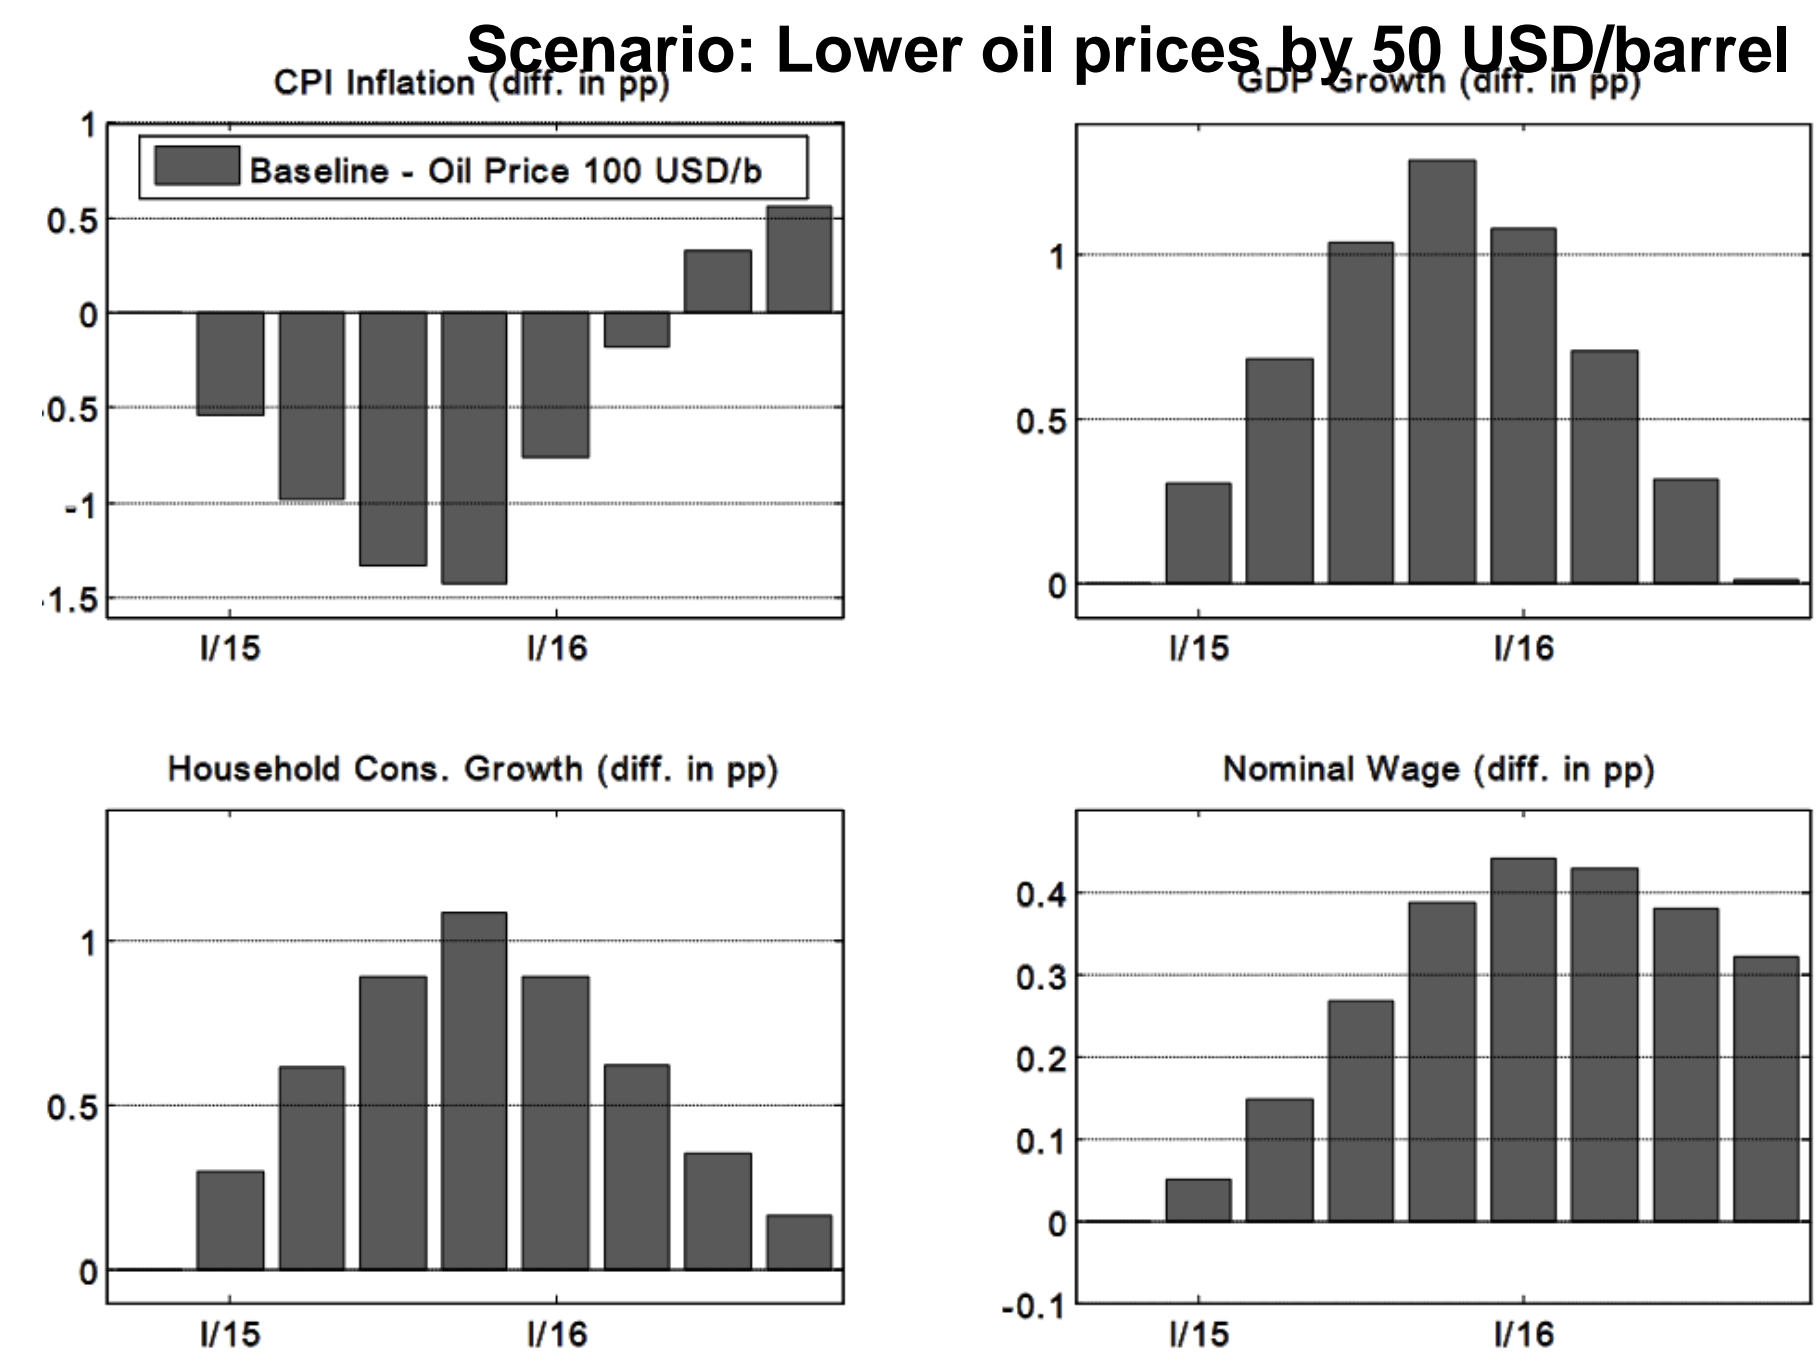 Scenario: Lower oil prices by 50 USD/barrel
CPI Inflation (diff. in pp)
1
Baseline - Oil Price 100 USD/b
0.5
0
-0.5
-1
-1.5
I/15 I/16
GDP Growth (diff. in pp)
1
0.5
0
I/15 I/16
Household Cons. Growth (diff. in pp)
1
0.5
0
I/15 I/16
Nominal Wage (diff. in pp)
0.4
0.3
0.2
0.1
0
-0.1
I/15 I/16